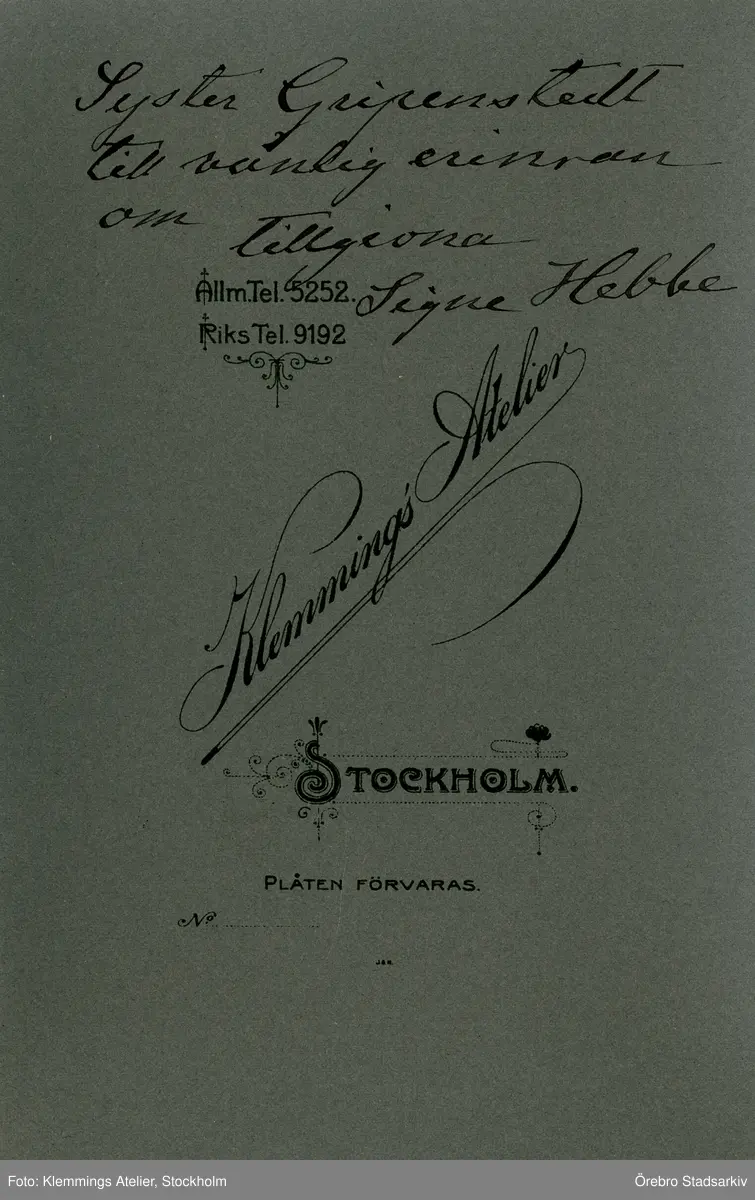 Syster Gripenstedt
till vänlig erinran
om tillgivna
Signe Hebbe
Allm.Tel. 5252.
Riks Tel. 9192
Klemmings Atelier
STOCKHOLM.
PLÅTEN FÖRVARAS.
No
Foto: Klemmings Atelier, Stockholm
Örebro Stadsarkiv